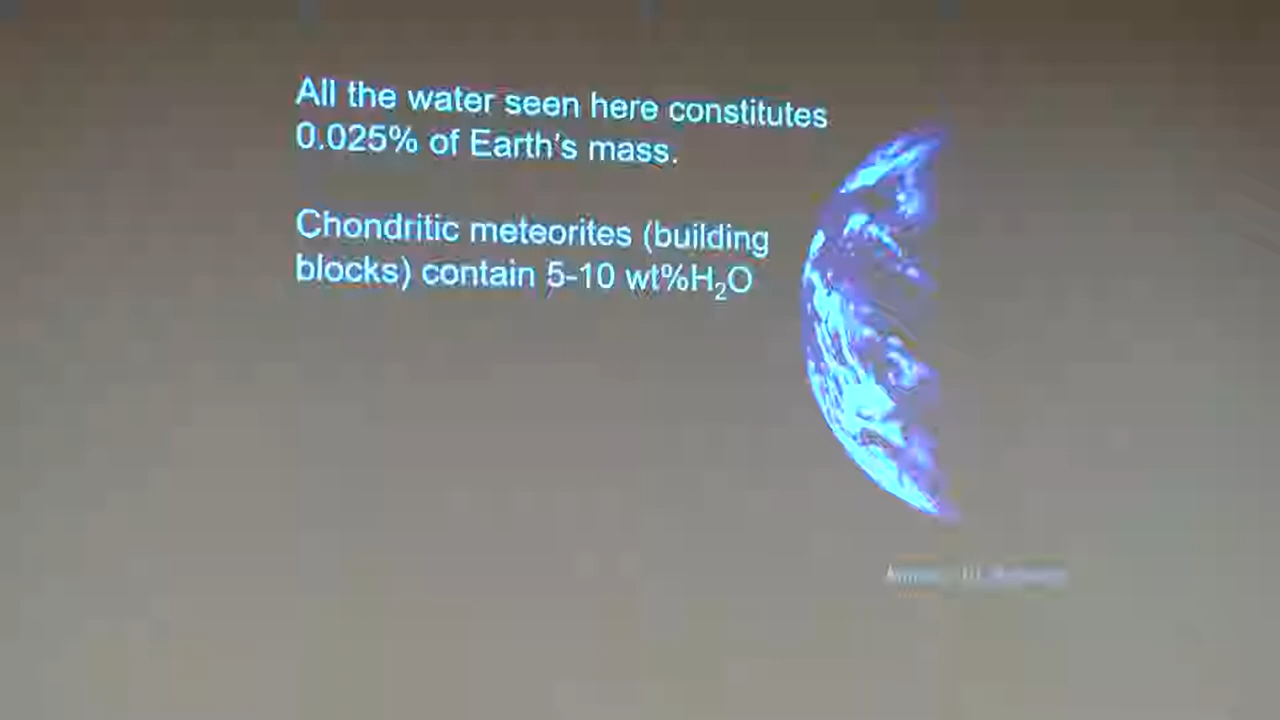 All the water seen here constitutes
0.025% of Earth's mass.
Chondritic meteorites (building
blocks) contain 5-10 wt%H₂O